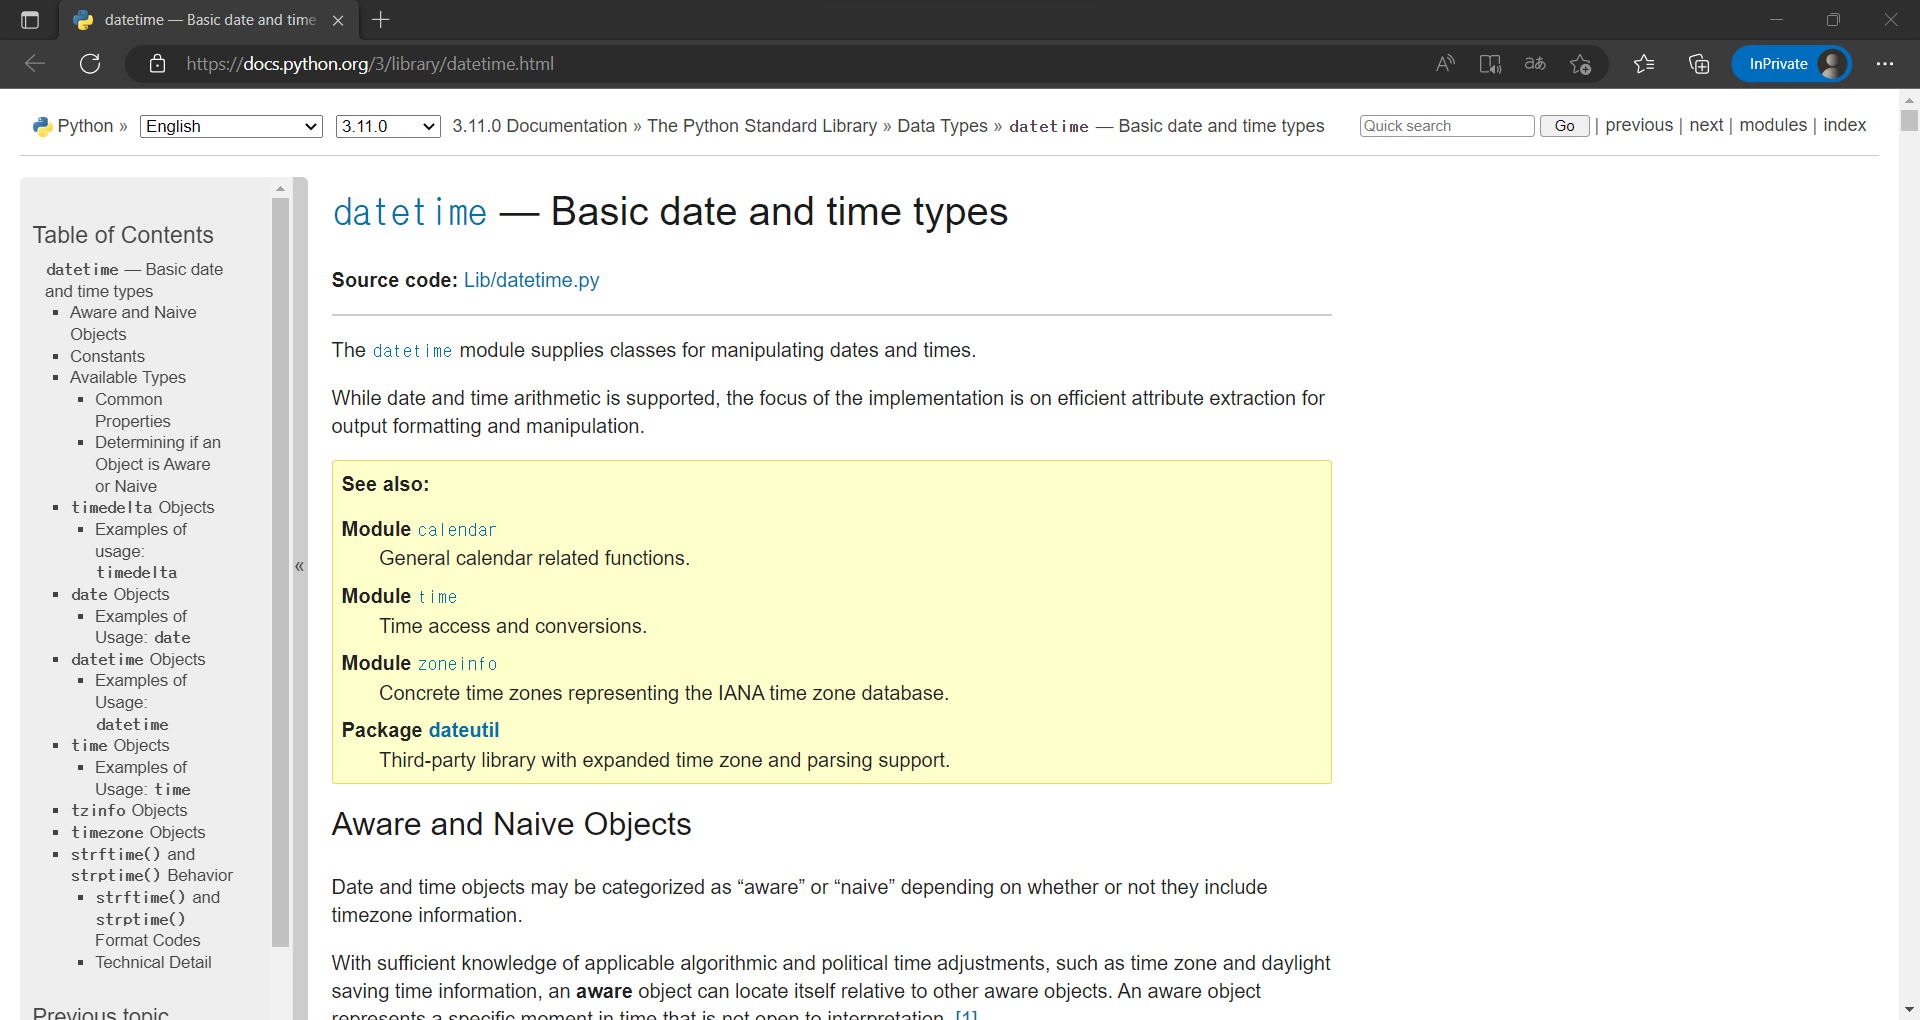 datetime — Basic date and time
https://docs.python.org/3/library/datetime.html
InPrivate
Python » English 3.11.0 3.11.0 Documentation » The Python Standard Library » Data Types » datetime — Basic date and time types Quick search Go | previous | next | modules | index
Table of Contents
datetime — Basic date
and time types
Aware and Naive
Objects
Constants
Available Types
Common
Properties
Determining if an
Object is Aware
or Naive
timedelta Objects
Examples of
usage:
timedelta
date Objects
Examples of
Usage: date
datetime Objects
Examples of
Usage:
datetime
time Objects
Examples of
Usage: time
tzinfo Objects
timezone Objects
strftime() and
strptime() Behavior
strftime() and
strptime()
Format Codes
Technical Detail
Previous topic
«
datetime — Basic date and time types
Source code: Lib/datetime.py
The datetime module supplies classes for manipulating dates and times.
While date and time arithmetic is supported, the focus of the implementation is on efficient attribute extraction for
output formatting and manipulation.
See also:
Module calendar
General calendar related functions.
Module time
Time access and conversions.
Module zoneinfo
Concrete time zones representing the IANA time zone database.
Package dateutil
Third-party library with expanded time zone and parsing support.
Aware and Naive Objects
Date and time objects may be categorized as “aware” or “naive” depending on whether or not they include
timezone information.
With sufficient knowledge of applicable algorithmic and political time adjustments, such as time zone and daylight
saving time information, an aware object can locate itself relative to other aware objects. An aware object
represents a specific moment in time that is not open to interpretation. [1]